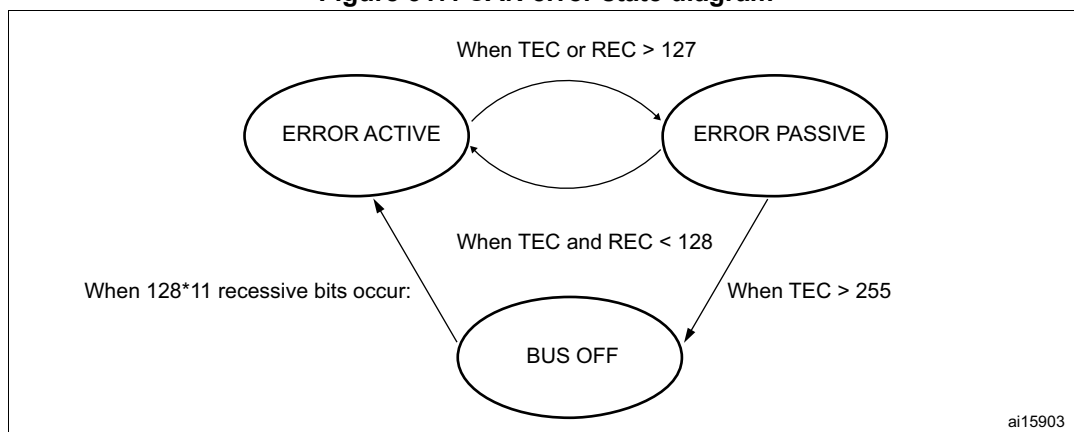 When TEC or REC > 127
ERROR ACTIVE
ERROR PASSIVE
When TEC and REC < 128
When 128*11 recessive bits occur:
When TEC > 255
BUS OFF
ai15903